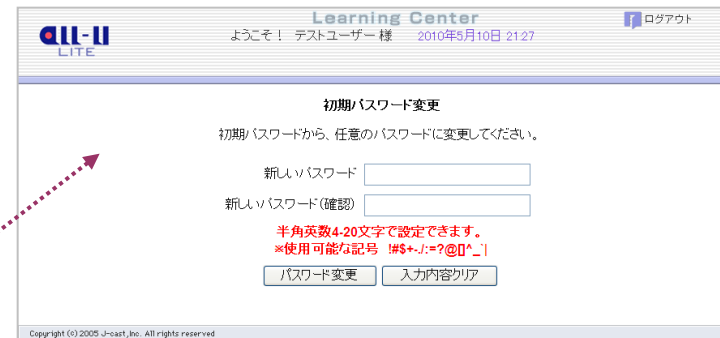 Learning Center
ログアウト
all-U
LITE
ようこそ！ テストユーザー 様 2010年5月10日 21:27
初期パスワード変更
初期パスワードから、任意のパスワードに変更してください。
新しいパスワード
新しいパスワード(確認)
半角英数4-20文字で設定できます。
※使用可能な記号 !#$+-./:=?@[]^_`|
パスワード変更 入力内容クリア
Copyright (c) 2005 J-cast,Inc. All rights reserved